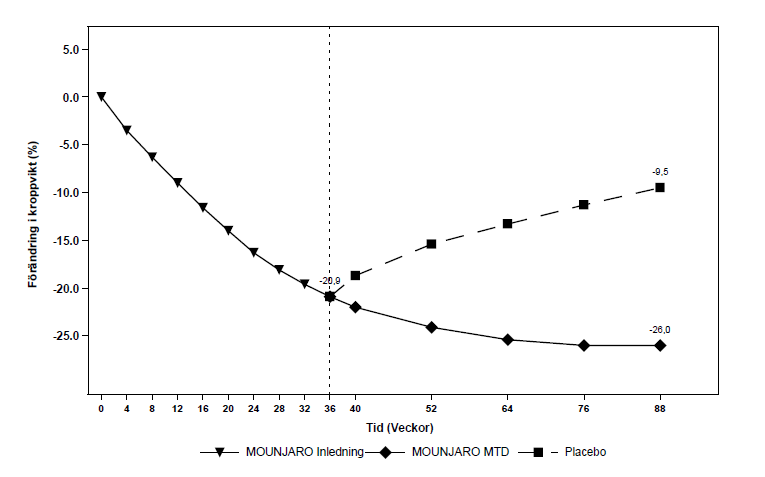 5.0
0.0
-5.0
-10.0
-15.0
-20.0
-25.0
Förändring i kroppvikt (%)
-20,9
-9,5
-26,0
0 4 8 12 16 20 24 28 32 36 40 52 64 76 88
Tid (Veckor)
MOUNJARO Inledning MOUNJARO MTD Placebo